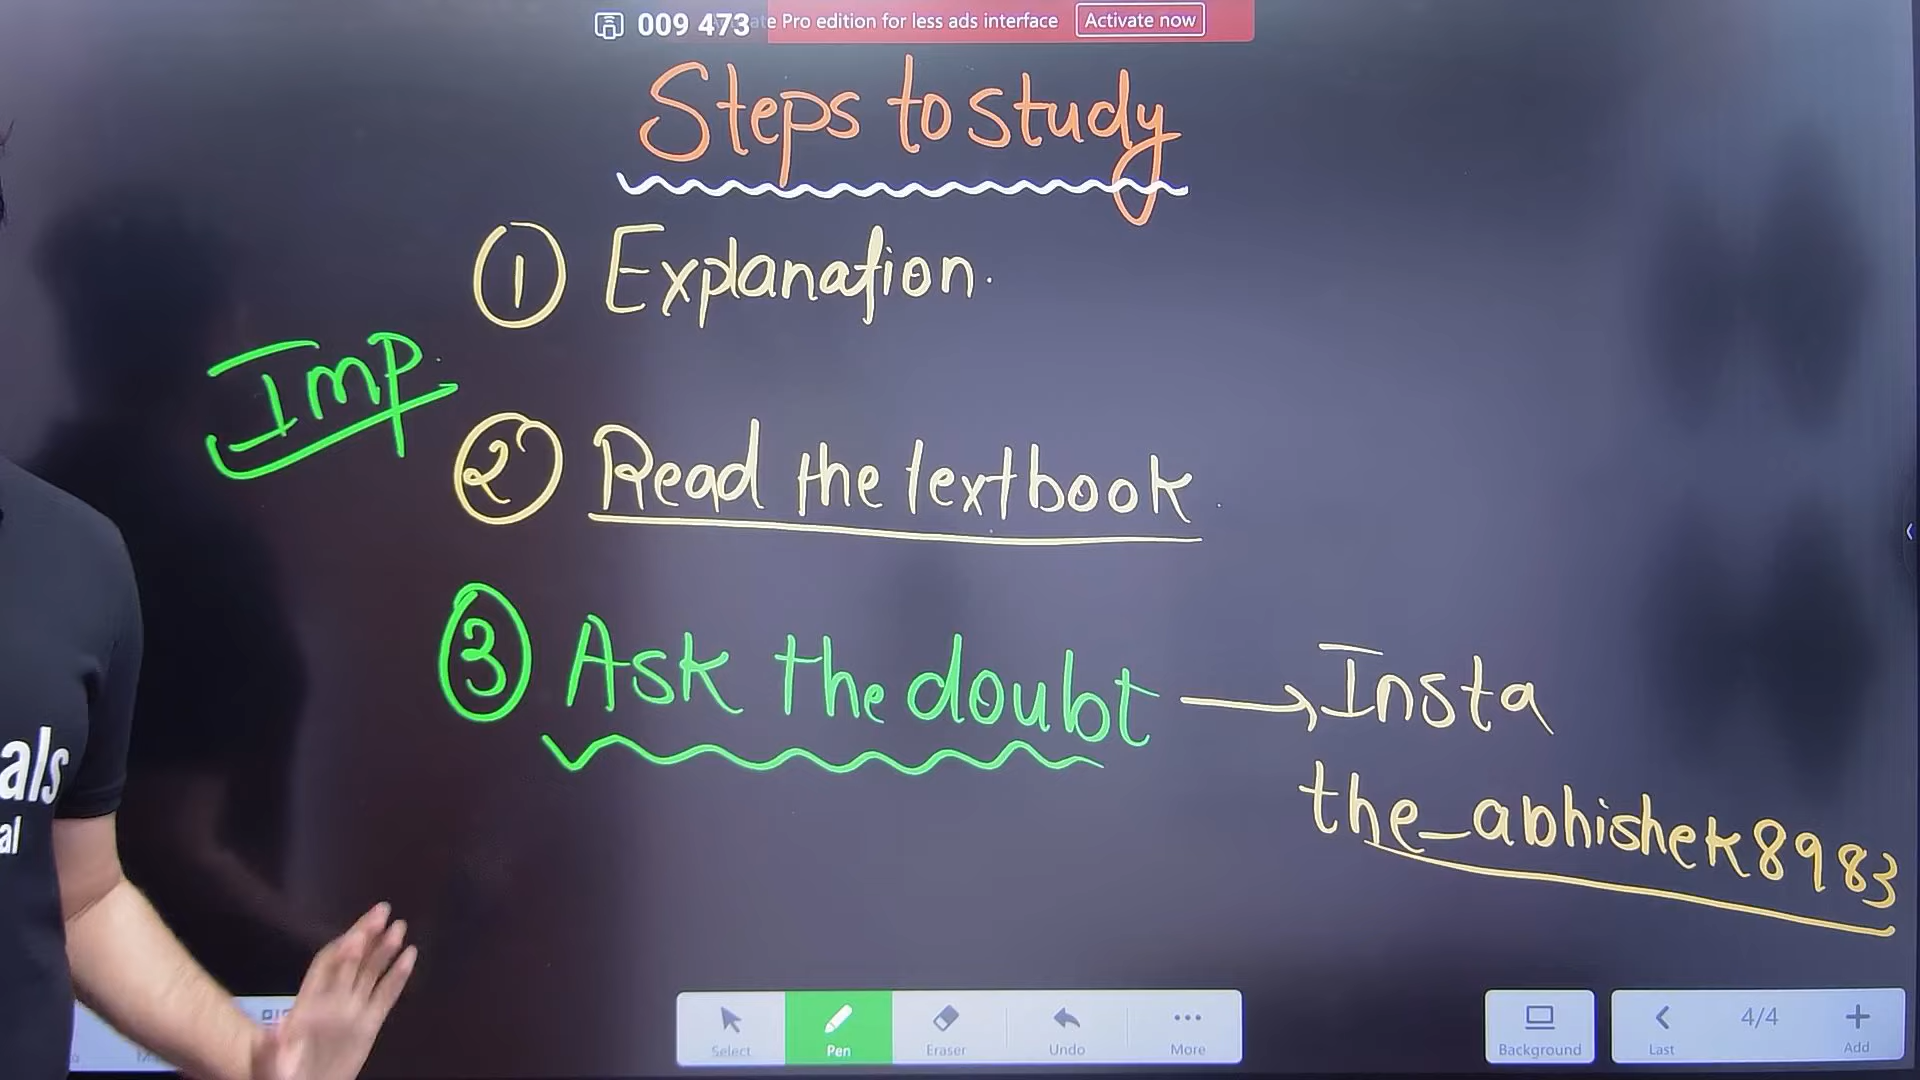 009 473
Pro edition for less ads interface Activate now
Steps to study
1 Explanation.
Imp.
2 Read the textbook
3 Ask the doubt → Insta
the_abhishek8983
als
al
Select
Pen
Eraser
Undo
More
Background
4/4
Last
Add